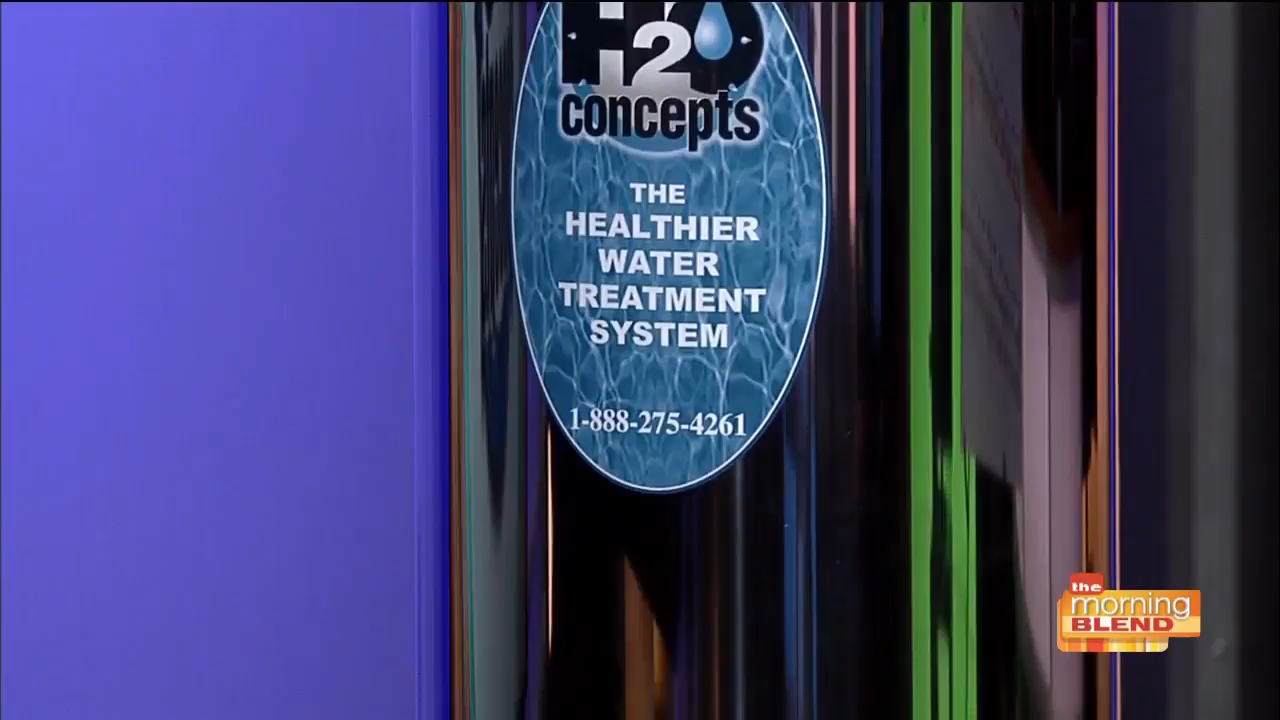 H2O
concepts
THE
HEALTHIER
WATER
TREATMENT
SYSTEM
1-888-275-4261
the
morning
BLEND